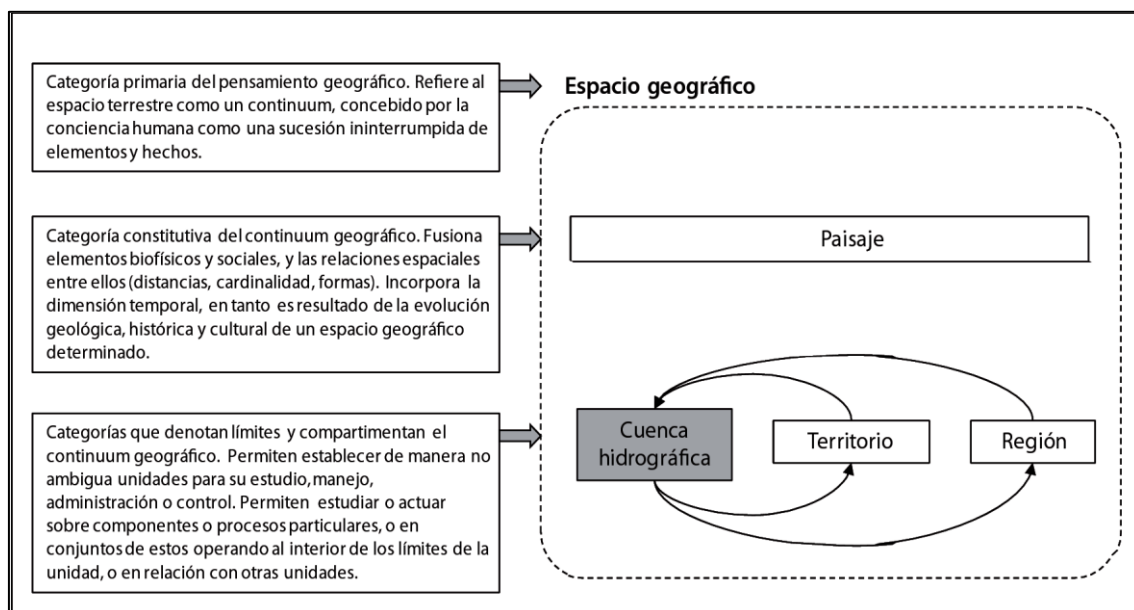 Categoría primaria del pensamiento geográfico. Refiere al
espacio terrestre como un continuum, concebido por la
conciencia humana como una sucesión ininterrumpida de
elementos y hechos.
Espacio geográfico
Categoría constitutiva del continuum geográfico. Fusiona
elementos biofísicos y sociales, y las relaciones espaciales
entre ellos (distancias, cardinalidad, formas). Incorpora la
dimensión temporal, en tanto es resultado de la evolución
geológica, histórica y cultural de un espacio geográfico
determinado.
Paisaje
Categorías que denotan límites y compartimentan el
continuum geográfico. Permiten establecer de manera no
ambigua unidades para su estudio, manejo,
administración o control. Permiten estudiar o actuar
sobre componentes o procesos particulares, o en
conjuntos de estos operando al interior de los límites de la
unidad, o en relación con otras unidades.
Cuenca
hidrográfica
Territorio
Región